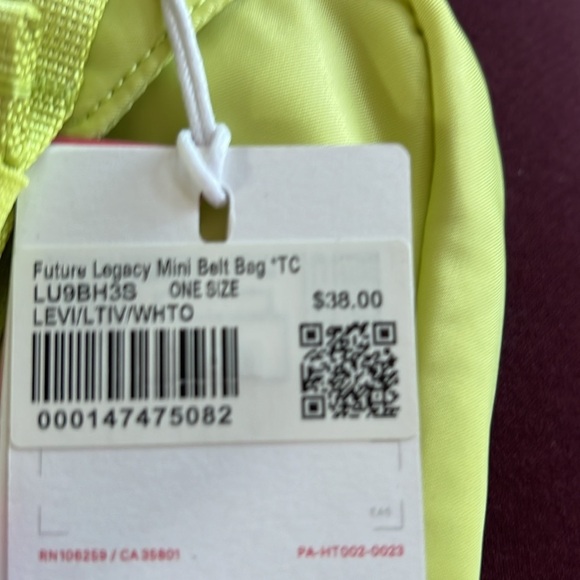 Future Legacy Mini Belt Bag *TC
LU9BH3S ONE SIZE
$38.00
LEVI/LTIV/WHTO
000147475082
EAS
RN106259 / CA35801
PA-HT002-0023